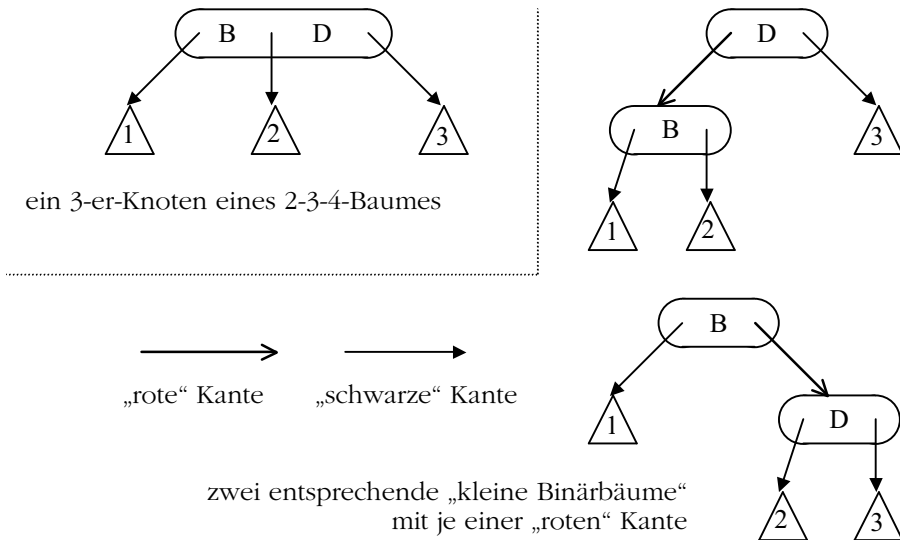 B D
1 2 3
ein 3-er-Knoten eines 2-3-4-Baumes
D
B
3
1 2
„rote“ Kante
„schwarze“ Kante
B
1
D
2 3
zwei entsprechende „kleine Binärbäume“
mit je einer „roten“ Kante